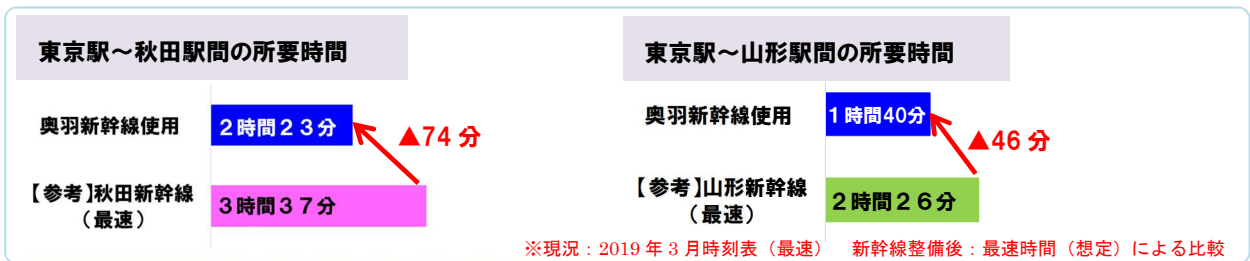 東京駅～秋田駅間の所要時間
奥羽新幹線使用
2時間23分
▲74 分
【参考】秋田新幹線
（最速）
3時間37分
東京駅～山形駅間の所要時間
奥羽新幹線使用
1時間40分
▲46 分
【参考】山形新幹線
（最速）
2時間26分
※現況：2019 年 3 月時刻表（最速）　新幹線整備後：最速時間（想定）による比較